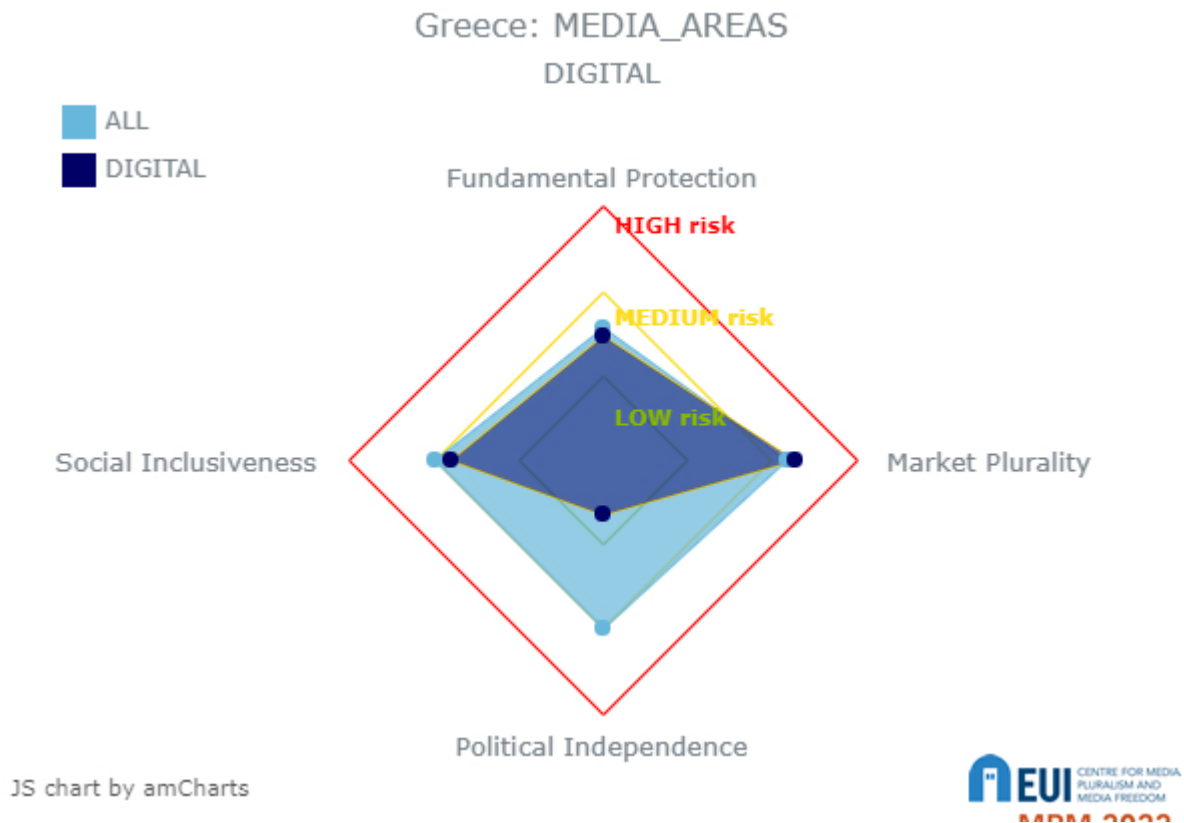 Greece: MEDIA_AREAS
DIGITAL
ALL
DIGITAL
Fundamental Protection
HIGH risk
MEDIUM risk
LOW risk
Social Inclusiveness
Market Plurality
Political Independence
JS chart by amCharts
EUI
CENTRE FOR MEDIA
PLURALISM AND
MEDIA FREEDOM